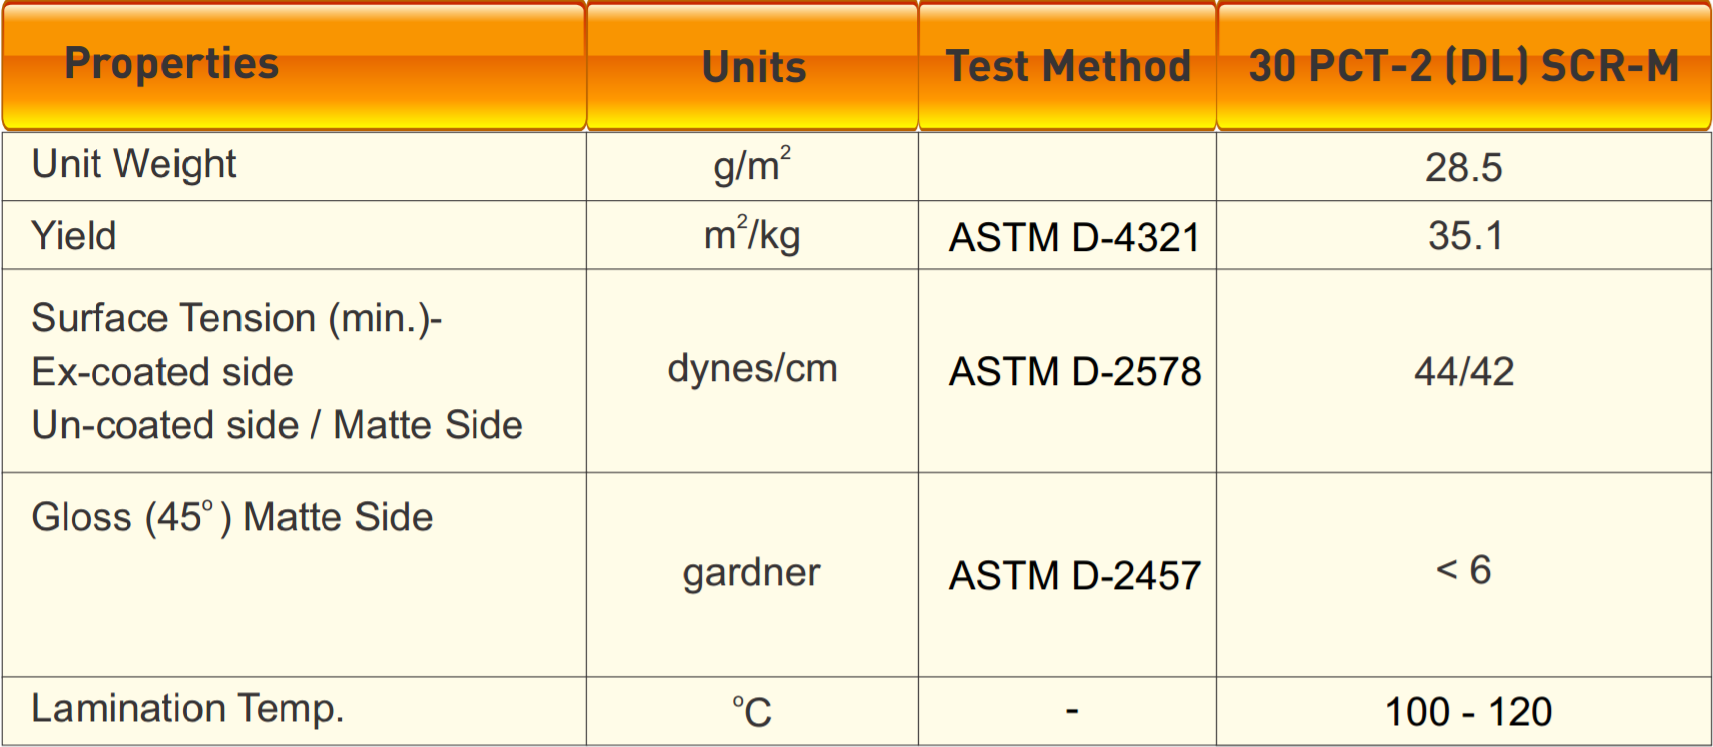 Properties Units Test Method 30 PCT-2 (DL) SCR-M
Unit Weight g/m² 28.5
Yield m²/kg ASTM D-4321 35.1
Surface Tension (min.)-
Ex-coated side dynes/cm ASTM D-2578 44/42
Un-coated side / Matte Side
Gloss (45°) Matte Side
gardner ASTM D-2457 < 6
Lamination Temp. °C - 100 - 120